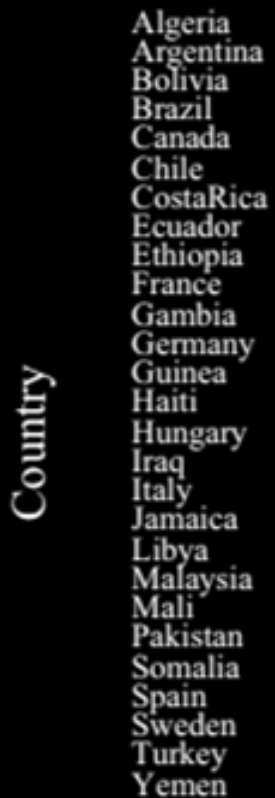 Algeria
Argentina
Bolivia
Brazil
Canada
Chile
CostaRica
Ecuador
Ethiopia
France
Gambia
Germany
Guinea
Haiti
Hungary
Iraq
Italy
Jamaica
Libya
Malaysia
Mali
Pakistan
Somalia
Spain
Sweden
Turkey
Yemen
Country